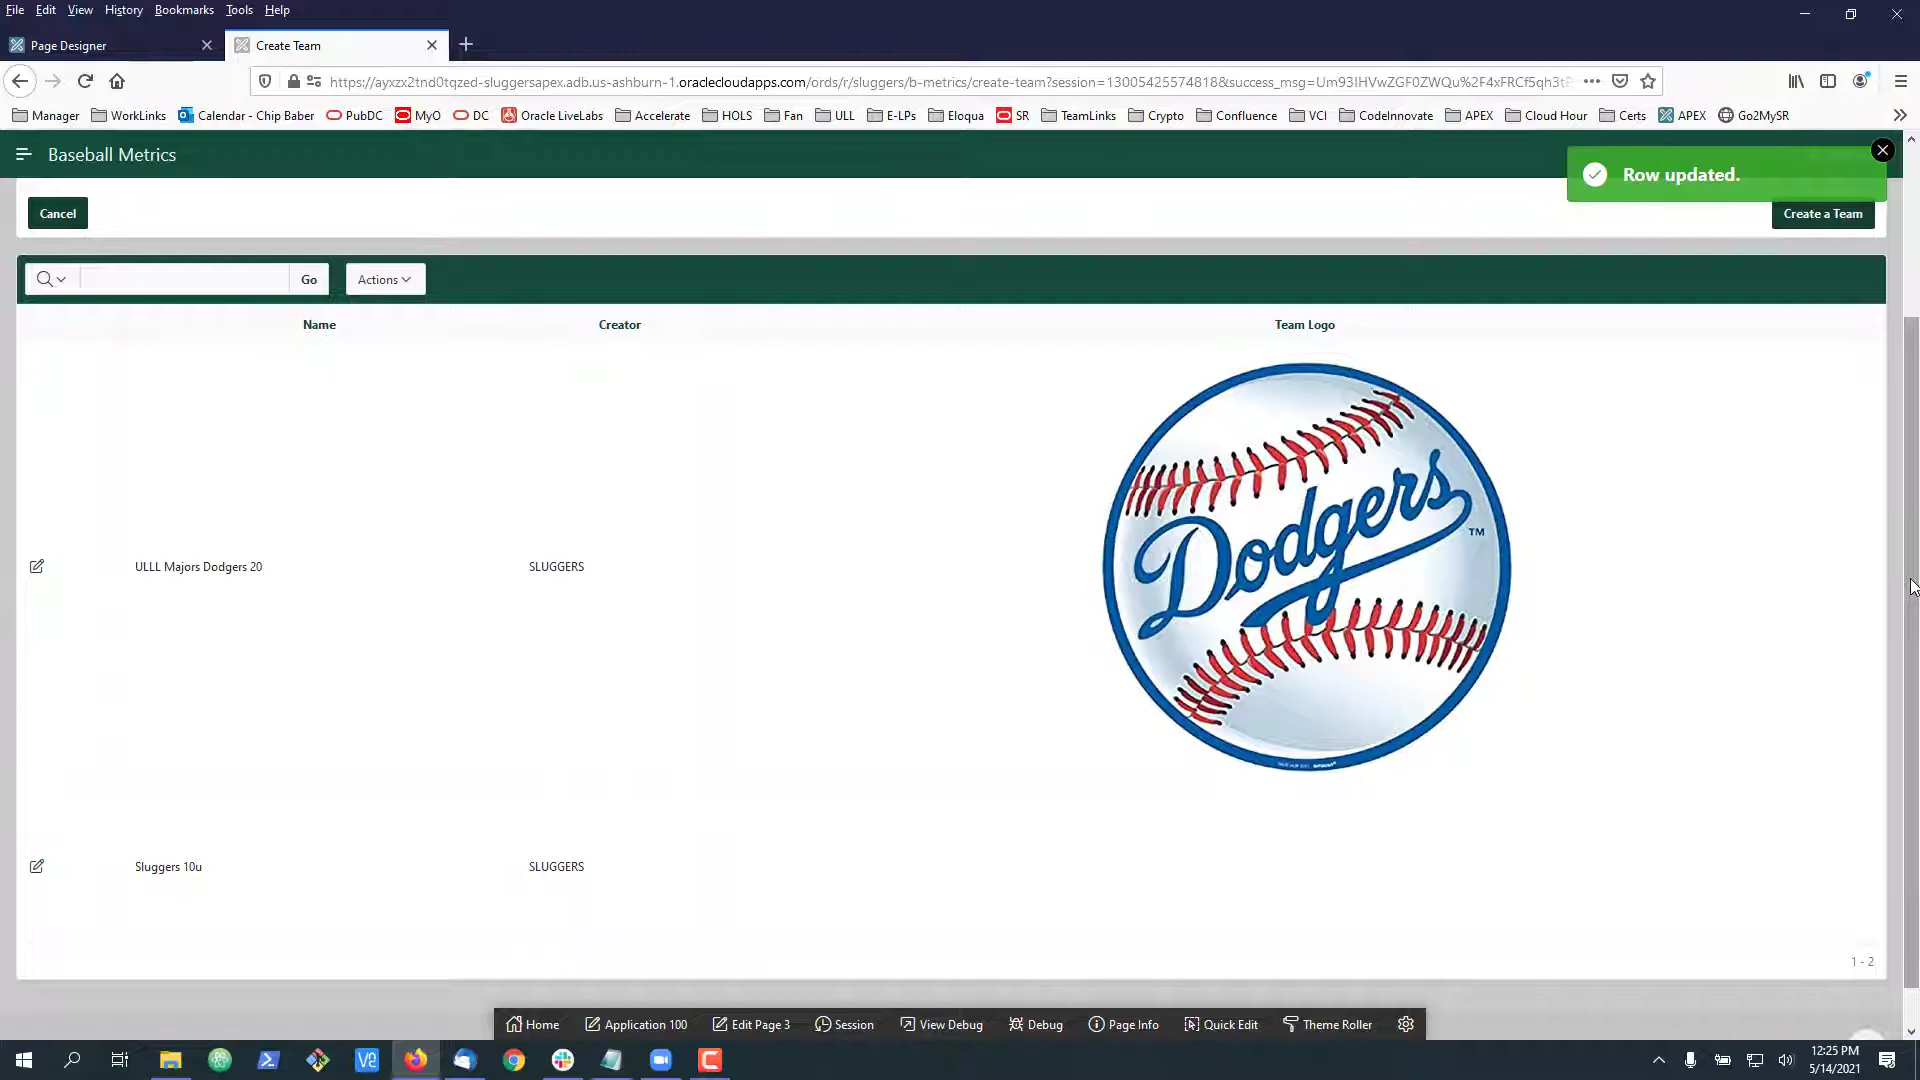 File Edit View History Bookmarks Tools Help
Page Designer
Create Team
https://ayxzx2tnd0tqzed-sluggersapex.adb.us-ashburn-1.oraclecloudapps.com/ords/r/sluggers/b-metrics/create-team?session=13005425574818&success_msg=Um93IHVwZGF0ZWQu%2F4xFRCf5qh3tE
Manager WorkLinks Calendar - Chip Baber PubDC MyO DC Oracle LiveLabs Accelerate HOLS Fan ULL E-LPs Eloqua SR TeamLinks Crypto Confluence VCI CodeInnovate APEX Cloud Hour Certs APEX Go2MySR
Baseball Metrics
Row updated.
Cancel
Create a Team
Go
Actions
Name Creator Team Logo
Dodgers
TM
ULLL Majors Dodgers 20 SLUGGERS
Sluggers 10u SLUGGERS
1 - 2
Home Application 100 Edit Page 3 Session View Debug Debug Page Info Quick Edit Theme Roller
12:25 PM
5/14/2021